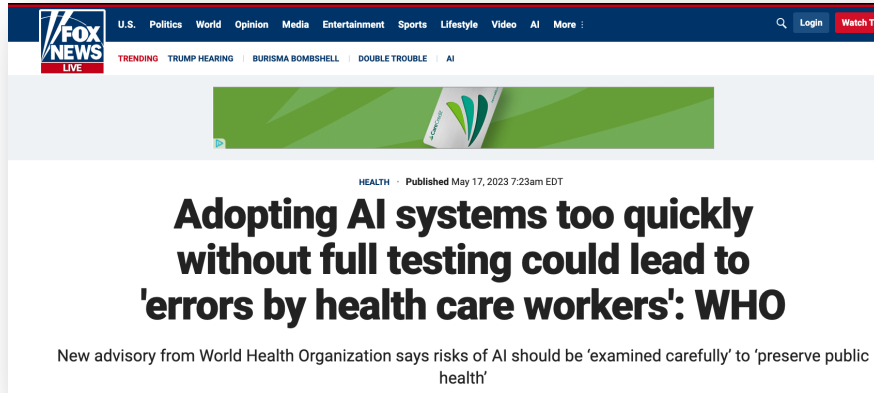 FOX
NEWS
LIVE
U.S. Politics World Opinion Media Entertainment Sports Lifestyle Video AI More
Login
Watch T
TRENDING TRUMP HEARING BURISMA BOMBSHELL DOUBLE TROUBLE AI
CareCredit
HEALTH · Published May 17, 2023 7:23am EDT
Adopting AI systems too quickly
without full testing could lead to
'errors by health care workers': WHO
New advisory from World Health Organization says risks of AI should be ‘examined carefully’ to ‘preserve public
health’